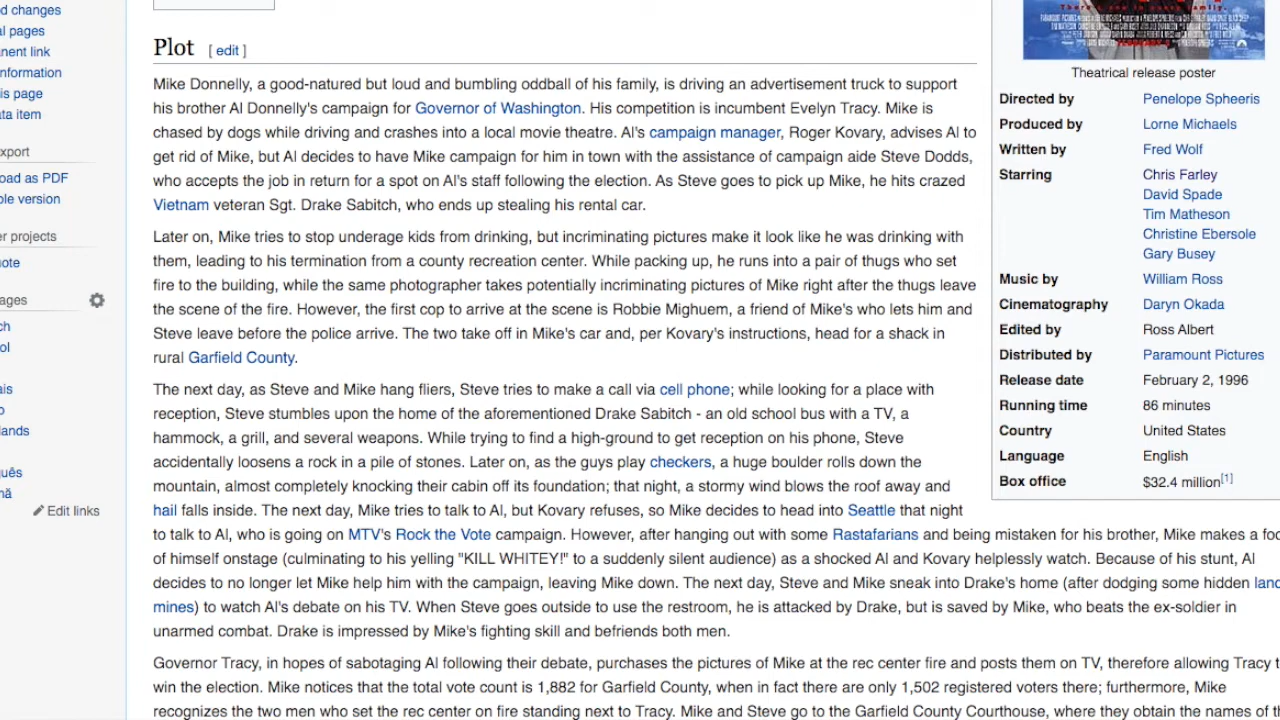 d changes
al pages
anent link
nformation
is page
ata item
xport
oad as PDF
ble version
er projects
uote
ages
ch
ol
ais
o
lands
guês
nă
Edit links
Plot [ edit ]
Mike Donnelly, a good-natured but loud and bumbling oddball of his family, is driving an advertisement truck to support
his brother Al Donnelly's campaign for Governor of Washington. His competition is incumbent Evelyn Tracy. Mike is
chased by dogs while driving and crashes into a local movie theatre. Al's campaign manager, Roger Kovary, advises Al to
get rid of Mike, but Al decides to have Mike campaign for him in town with the assistance of campaign aide Steve Dodds,
who accepts the job in return for a spot on Al's staff following the election. As Steve goes to pick up Mike, he hits crazed
Vietnam veteran Sgt. Drake Sabitch, who ends up stealing his rental car.
Later on, Mike tries to stop underage kids from drinking, but incriminating pictures make it look like he was drinking with
them, leading to his termination from a county recreation center. While packing up, he runs into a pair of thugs who set
fire to the building, while the same photographer takes potentially incriminating pictures of Mike right after the thugs leave
the scene of the fire. However, the first cop to arrive at the scene is Robbie Mighuem, a friend of Mike's who lets him and
Steve leave before the police arrive. The two take off in Mike's car and, per Kovary's instructions, head for a shack in
rural Garfield County.
The next day, as Steve and Mike hang fliers, Steve tries to make a call via cell phone; while looking for a place with
reception, Steve stumbles upon the home of the aforementioned Drake Sabitch - an old school bus with a TV, a
hammock, a grill, and several weapons. While trying to find a high-ground to get reception on his phone, Steve
accidentally loosens a rock in a pile of stones. Later on, as the guys play checkers, a huge boulder rolls down the
mountain, almost completely knocking their cabin off its foundation; that night, a stormy wind blows the roof away and
hail falls inside. The next day, Mike tries to talk to Al, but Kovary refuses, so Mike decides to head into Seattle that night
to talk to Al, who is going on MTV's Rock the Vote campaign. However, after hanging out with some Rastafarians and being mistaken for his brother, Mike makes a foo
of himself onstage (culminating to his yelling "KILL WHITEY!" to a suddenly silent audience) as a shocked Al and Kovary helplessly watch. Because of his stunt, Al
decides to no longer let Mike help him with the campaign, leaving Mike down. The next day, Steve and Mike sneak into Drake's home (after dodging some hidden land
mines) to watch Al's debate on his TV. When Steve goes outside to use the restroom, he is attacked by Drake, but is saved by Mike, who beats the ex-soldier in
unarmed combat. Drake is impressed by Mike's fighting skill and befriends both men.
Governor Tracy, in hopes of sabotaging Al following their debate, purchases the pictures of Mike at the rec center fire and posts them on TV, therefore allowing Tracy t
win the election. Mike notices that the total vote count is 1,882 for Garfield County, when in fact there are only 1,502 registered voters there; furthermore, Mike
recognizes the two men who set the rec center on fire standing next to Tracy. Mike and Steve go to the Garfield County Courthouse, where they obtain the names of t
There's one in every family.
Theatrical release poster
Directed by Penelope Spheeris
Produced by Lorne Michaels
Written by Fred Wolf
Starring Chris Farley
David Spade
Tim Matheson
Christine Ebersole
Gary Busey
Music by William Ross
Cinematography Daryn Okada
Edited by Ross Albert
Distributed by Paramount Pictures
Release date February 2, 1996
Running time 86 minutes
Country United States
Language English
Box office $32.4 million[1]